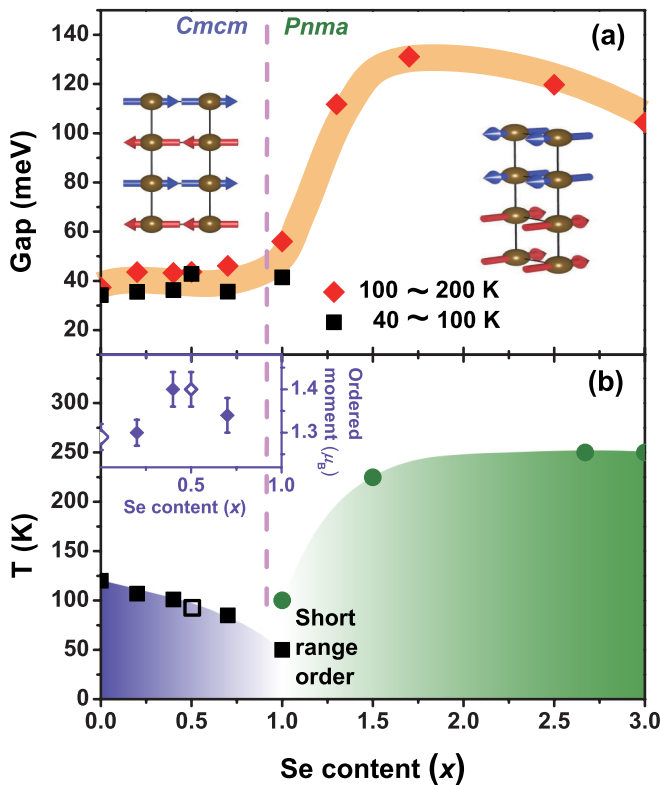 Cmcm Pnma
(a)
140
120
100
80
60
40
20
Gap (meV)
100 ~ 200 K
40 ~ 100 K
(b)
300
250
200
150
100
50
0
T (K)
1.4
1.3
Ordered
moment (μB)
0.5 1.0
Se content (x)
Short
range
order
0.0 0.5 1.0 1.5 2.0 2.5 3.0
Se content (x)